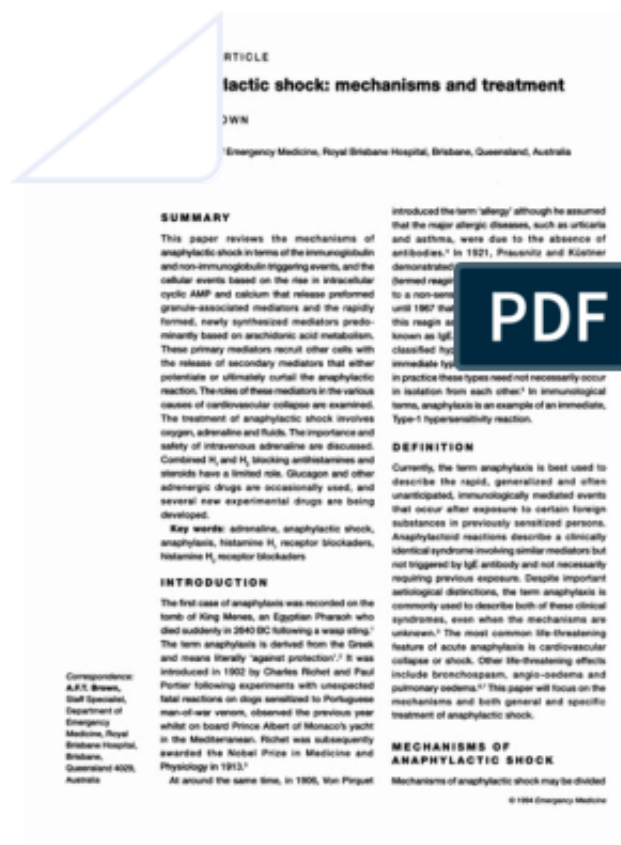 RTICLE
lactic shock: mechanisms and treatment
OWN
Emergency Medicine, Royal Brisbane Hospital, Brisbane, Queensland, Australia
SUMMARY
This paper reviews the mechanisms of
anaphylactic shock in terms of the immunoglobulin
and non-immunoglobulin triggering events, and the
cellular events based on the rise in intracellular
cyclic AMP and calcium that release preformed
granule-associated mediators and the rapidly
formed, newly synthesized mediators predo-
minantly based on arachidonic acid metabolism.
These primary mediators recruit other cells with
the release of secondary mediators that either
potentiate or ultimately curtail the anaphylactic
reaction. The roles of these mediators in the various
causes of cardiovascular collapse are examined.
The treatment of anaphylactic shock involves
oxygen, adrenaline and fluids. The importance and
safety of intravenous adrenaline are discussed.
Combined H₁ and H₂ blocking antihistamines and
steroids have a limited role. Glucagon and other
adrenergic drugs are occasionally used, and
several new experimental drugs are being
developed.
Key words: adrenaline, anaphylactic shock,
anaphylaxis, histamine H₁ receptor blockaders,
histamine H₂ receptor blockaders
INTRODUCTION
The first case of anaphylaxis was recorded on the
tomb of King Menes, an Egyptian Pharaoh who
died suddenly in 2640 BC following a wasp sting.¹
The term anaphylaxis is derived from the Greek
and means literally 'against protection'.² It was
introduced in 1902 by Charles Richet and Paul
Portier following experiments with unexpected
fatal reactions on dogs sensitized to Portuguese
man-of-war venom, observed the previous year
whilst on board Prince Albert of Monaco's yacht
in the Mediterranean. Richet was subsequently
awarded the Nobel Prize in Medicine and
Physiology in 1913.³
At around the same time, in 1906, Von Pirquet
Correspondence:
A.F.T. Brown,
Staff Specialist,
Department of
Emergency
Medicine, Royal
Brisbane Hospital,
Brisbane,
Queensland 4029,
Australia
introduced the term 'allergy' although he assumed
that the major allergic diseases, such as urticaria
and asthma, were due to the absence of
antibodies.⁴ In 1921, Prausnitz and Küstner
demonstrated
(termed reagin
to a non-sens
until 1967 that
this reagin as
known as IgE.
classified hyp
immediate typ
in practice these types need not necessarily occur
in isolation from each other.⁵ In immunological
terms, anaphylaxis is an example of an immediate,
Type-1 hypersensitivity reaction.
PDF
DEFINITION
Currently, the term anaphylaxis is best used to
describe the rapid, generalized and often
unanticipated, immunologically mediated events
that occur after exposure to certain foreign
substances in previously sensitized persons.
Anaphylactoid reactions describe a clinically
identical syndrome involving similar mediators but
not triggered by IgE antibody and not necessarily
requiring previous exposure. Despite important
aetiological distinctions, the term anaphylaxis is
commonly used to describe both of these clinical
syndromes, even when the mechanisms are
unknown.⁵ The most common life-threatening
feature of acute anaphylaxis is cardiovascular
collapse or shock. Other life-threatening effects
include bronchospasm, angio-oedema and
pulmonary oedema.⁶,⁷ This paper will focus on the
mechanisms and both general and specific
treatment of anaphylactic shock.
MECHANISMS OF
ANAPHYLACTIC SHOCK
Mechanisms of anaphylactic shock may be divided
© 1994 Emergency Medicine